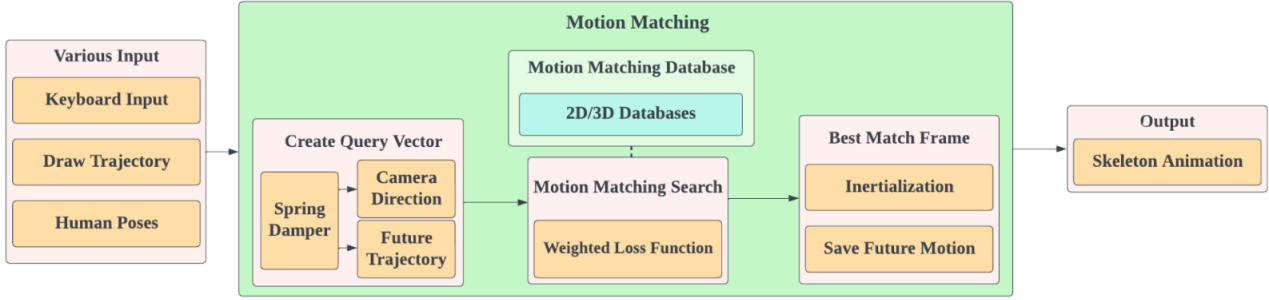 Various Input
Keyboard Input
Draw Trajectory
Human Poses
Motion Matching
Create Query Vector
Spring
Damper
Camera
Direction
Future
Trajectory
Motion Matching Database
2D/3D Databases
Motion Matching Search
Weighted Loss Function
Best Match Frame
Inertialization
Save Future Motion
Output
Skeleton Animation